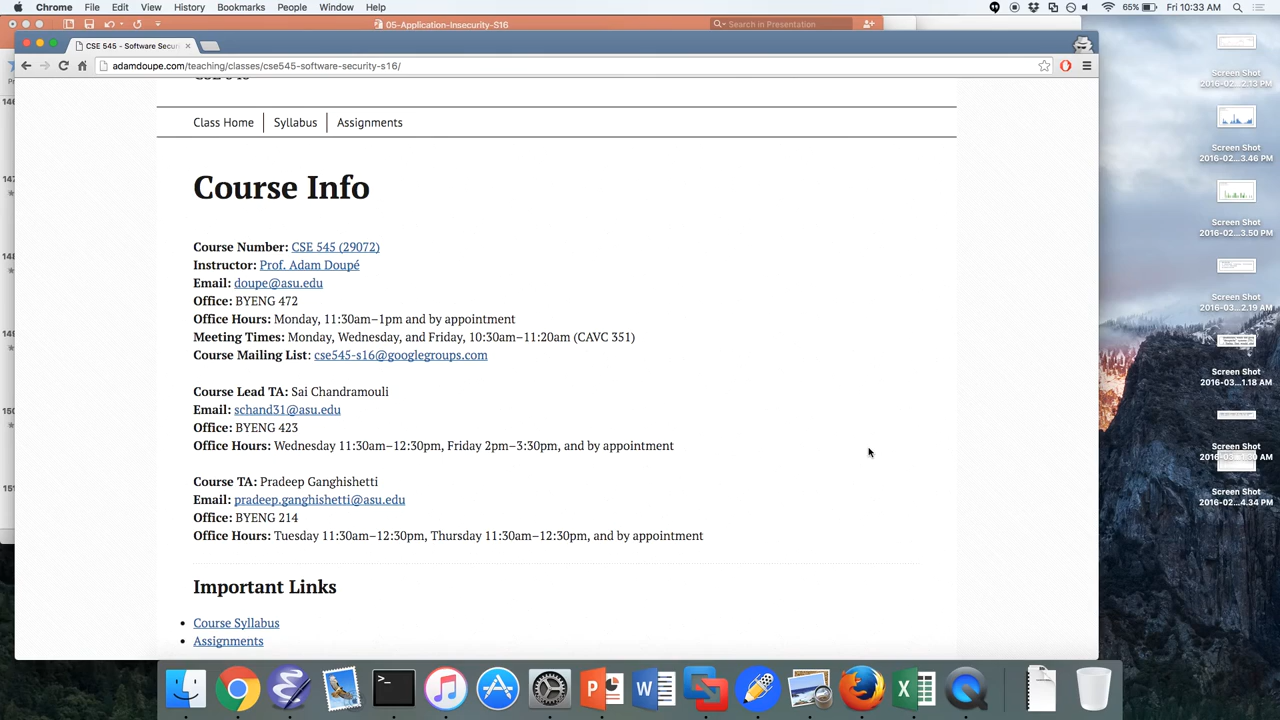 Chrome File Edit View History Bookmarks People Window Help 65% Fri 10:33 AM
05-Application-Insecurity-S16 Search in Presentation
CSE 545 - Software Secu
adamdoupe.com/teaching/classes/cse545-software-security-s16/
Class Home Syllabus Assignments
Course Info
Course Number: CSE 545 (29072)
Instructor: Prof. Adam Doupé
Email: doupe@asu.edu
Office: BYENG 472
Office Hours: Monday, 11:30am–1pm and by appointment
Meeting Times: Monday, Wednesday, and Friday, 10:30am–11:20am (CAVC 351)
Course Mailing List: cse545-s16@googlegroups.com
Course Lead TA: Sai Chandramouli
Email: schand31@asu.edu
Office: BYENG 423
Office Hours: Wednesday 11:30am–12:30pm, Friday 2pm–3:30pm, and by appointment
Course TA: Pradeep Ganghishetti
Email: pradeep.ganghishetti@asu.edu
Office: BYENG 214
Office Hours: Tuesday 11:30am–12:30pm, Thursday 11:30am–12:30pm, and by appointment
Important Links
Course Syllabus
Assignments
Screen Shot
2016-02...2.13 PM
Screen Shot
2016-02...3.46 PM
Screen Shot
2016-02...3.50 PM
Screen Shot
2016-03...2.19 AM
Screen Shot
2016-03...1.18 AM
Screen Shot
Screen Shot
2016-02...4.34 PM